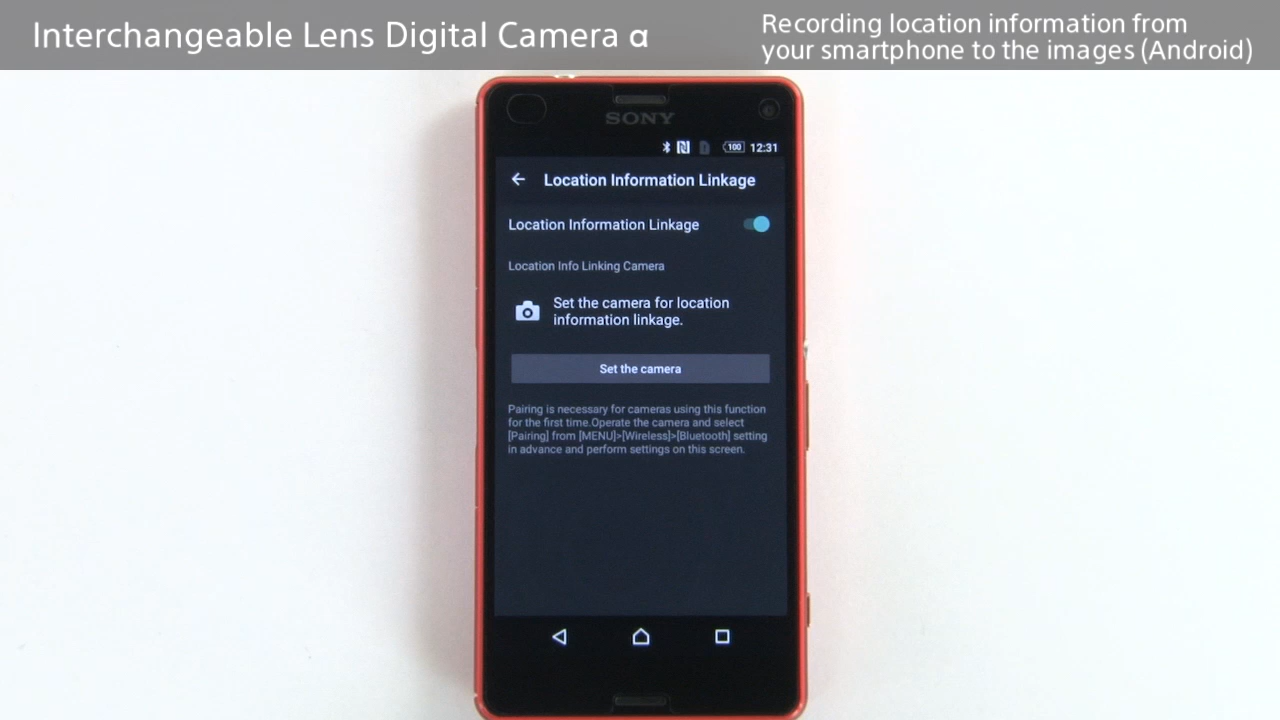 Interchangeable Lens Digital Camera α
Recording location information from
your smartphone to the images (Android)
SONY
100 12:31
Location Information Linkage
Location Information Linkage
Location Info Linking Camera
Set the camera for location
information linkage.
Set the camera
Pairing is necessary for cameras using this function
for the first time.Operate the camera and select
[Pairing] from [MENU]>[Wireless]>[Bluetooth] setting
in advance and perform settings on this screen.